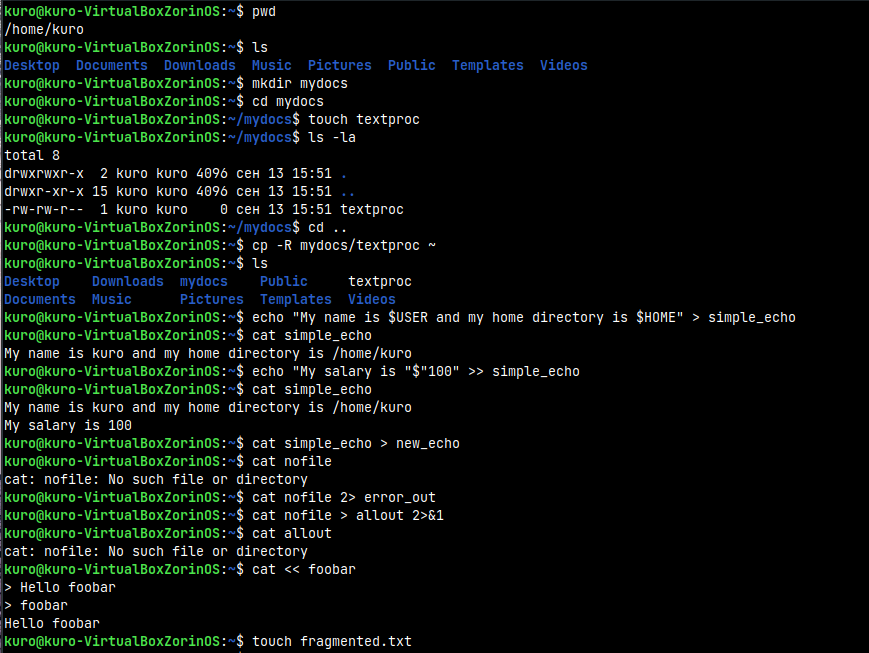 kuro@kuro-VirtualBoxZorinOS:~$ pwd
/home/kuro
kuro@kuro-VirtualBoxZorinOS:~$ ls
Desktop  Documents  Downloads  Music  Pictures  Public  Templates  Videos
kuro@kuro-VirtualBoxZorinOS:~$ mkdir mydocs
kuro@kuro-VirtualBoxZorinOS:~$ cd mydocs
kuro@kuro-VirtualBoxZorinOS:~/mydocs$ touch textproc
kuro@kuro-VirtualBoxZorinOS:~/mydocs$ ls -la
total 8
drwxrwxr-x  2 kuro kuro 4096 сен 13 15:51 .
drwxr-xr-x 15 kuro kuro 4096 сен 13 15:51 ..
-rw-rw-r--  1 kuro kuro    0 сен 13 15:51 textproc
kuro@kuro-VirtualBoxZorinOS:~/mydocs$ cd ..
kuro@kuro-VirtualBoxZorinOS:~$ cp -R mydocs/textproc ~
kuro@kuro-VirtualBoxZorinOS:~$ ls
Desktop    Downloads  mydocs    Public     textproc
Documents  Music      Pictures  Templates  Videos
kuro@kuro-VirtualBoxZorinOS:~$ echo "My name is $USER and my home directory is $HOME" > simple_echo
kuro@kuro-VirtualBoxZorinOS:~$ cat simple_echo
My name is kuro and my home directory is /home/kuro
kuro@kuro-VirtualBoxZorinOS:~$ echo "My salary is "$"100" >> simple_echo
kuro@kuro-VirtualBoxZorinOS:~$ cat simple_echo
My name is kuro and my home directory is /home/kuro
My salary is 100
kuro@kuro-VirtualBoxZorinOS:~$ cat simple_echo > new_echo
kuro@kuro-VirtualBoxZorinOS:~$ cat nofile
cat: nofile: No such file or directory
kuro@kuro-VirtualBoxZorinOS:~$ cat nofile 2> error_out
kuro@kuro-VirtualBoxZorinOS:~$ cat nofile > allout 2>&1
kuro@kuro-VirtualBoxZorinOS:~$ cat allout
cat: nofile: No such file or directory
kuro@kuro-VirtualBoxZorinOS:~$ cat << foobar
> Hello foobar
> foobar
Hello foobar
kuro@kuro-VirtualBoxZorinOS:~$ touch fragmented.txt